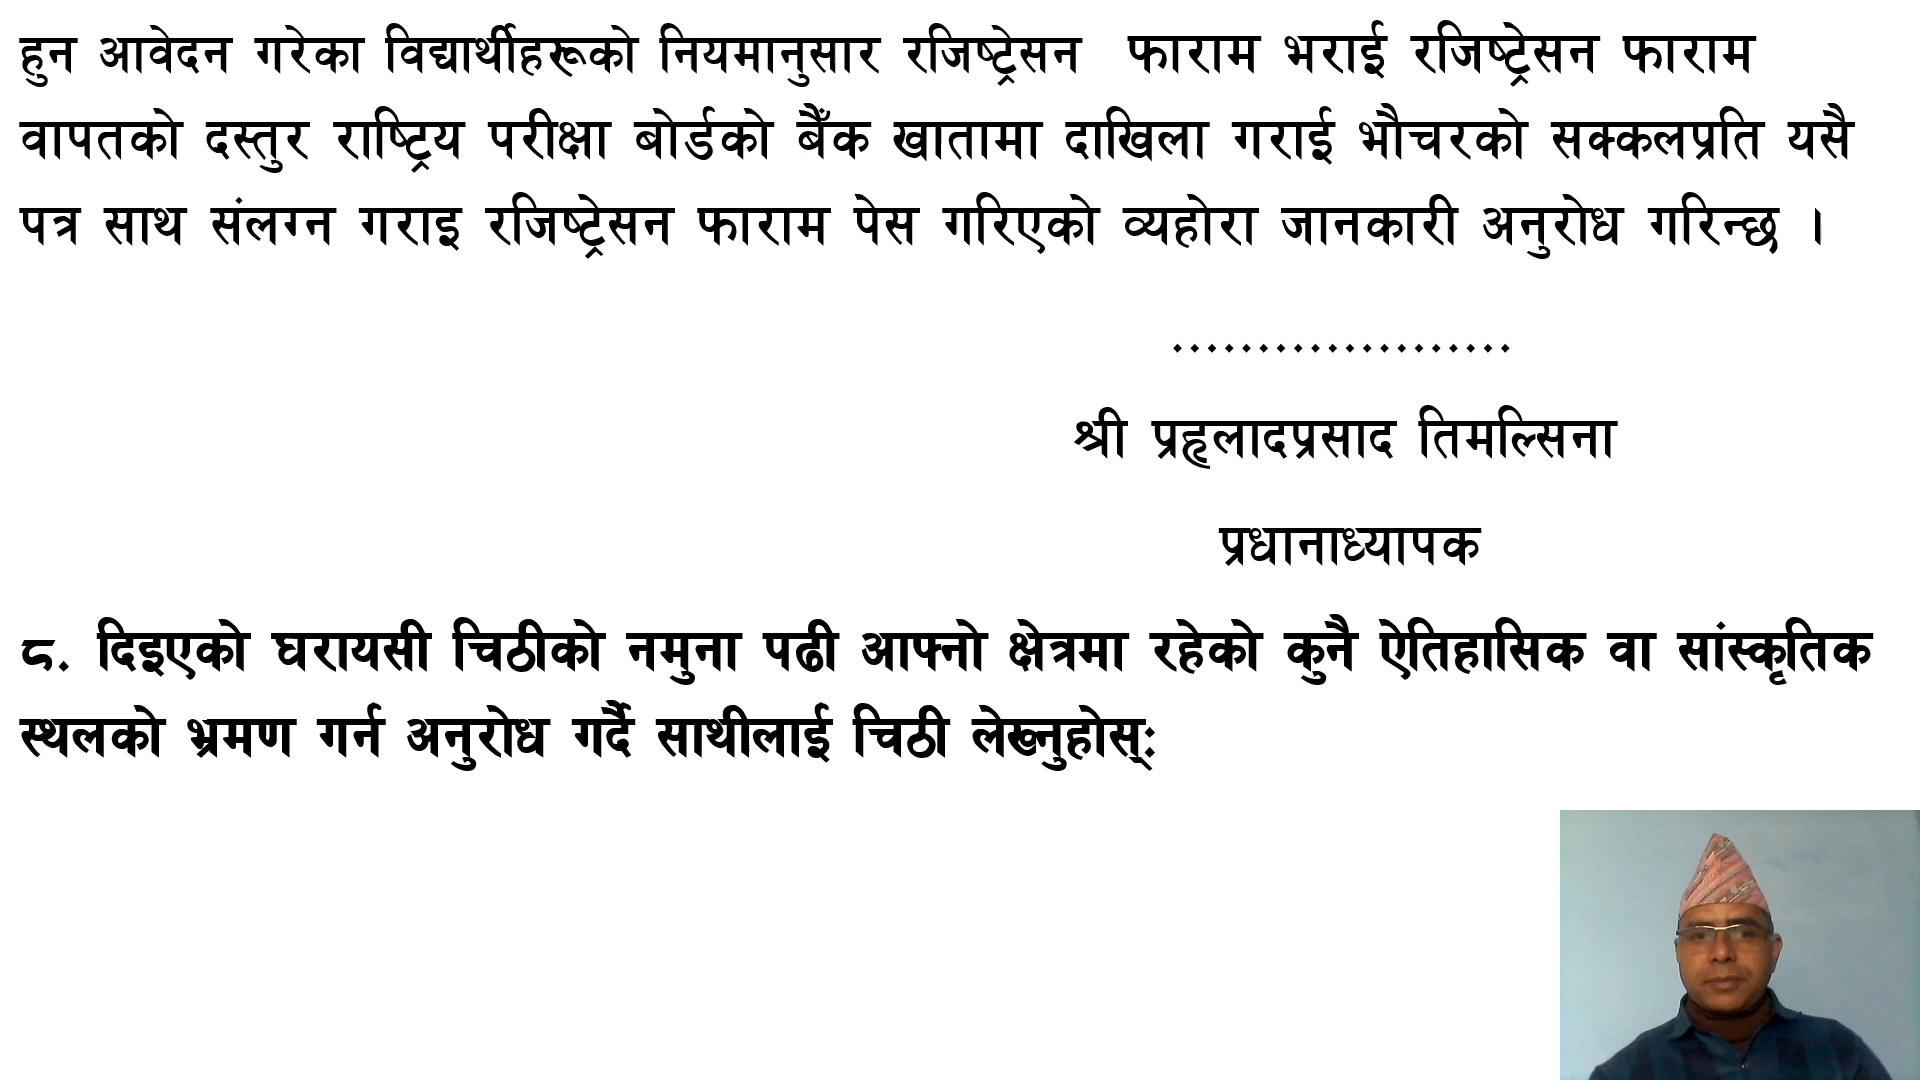 हुन आवेदन गरेका विद्यार्थीहरूको नियमानुसार रजिष्ट्रेसन फाराम भराई रजिष्ट्रेसन फाराम
वापतको दस्तुर राष्ट्रिय परीक्षा बोर्डको बैँक खातामा दाखिला गराई भौचरको सक्कलप्रति यसै
पत्र साथ संलग्न गराइ रजिष्ट्रेसन फाराम पेस गरिएको व्यहोरा जानकारी अनुरोध गरिन्छ ।
....................
श्री प्रहृलादप्रसाद तिमल्सिना
प्रधानाध्यापक
८. दिइएको घरायसी चिठीको नमुना पढी आफ्नो क्षेत्रमा रहेको कुनै ऐतिहासिक वा सांस्कृतिक
स्थलको भ्रमण गर्न अनुरोध गर्दै साथीलाई चिठी लेख्नुहोस्ः